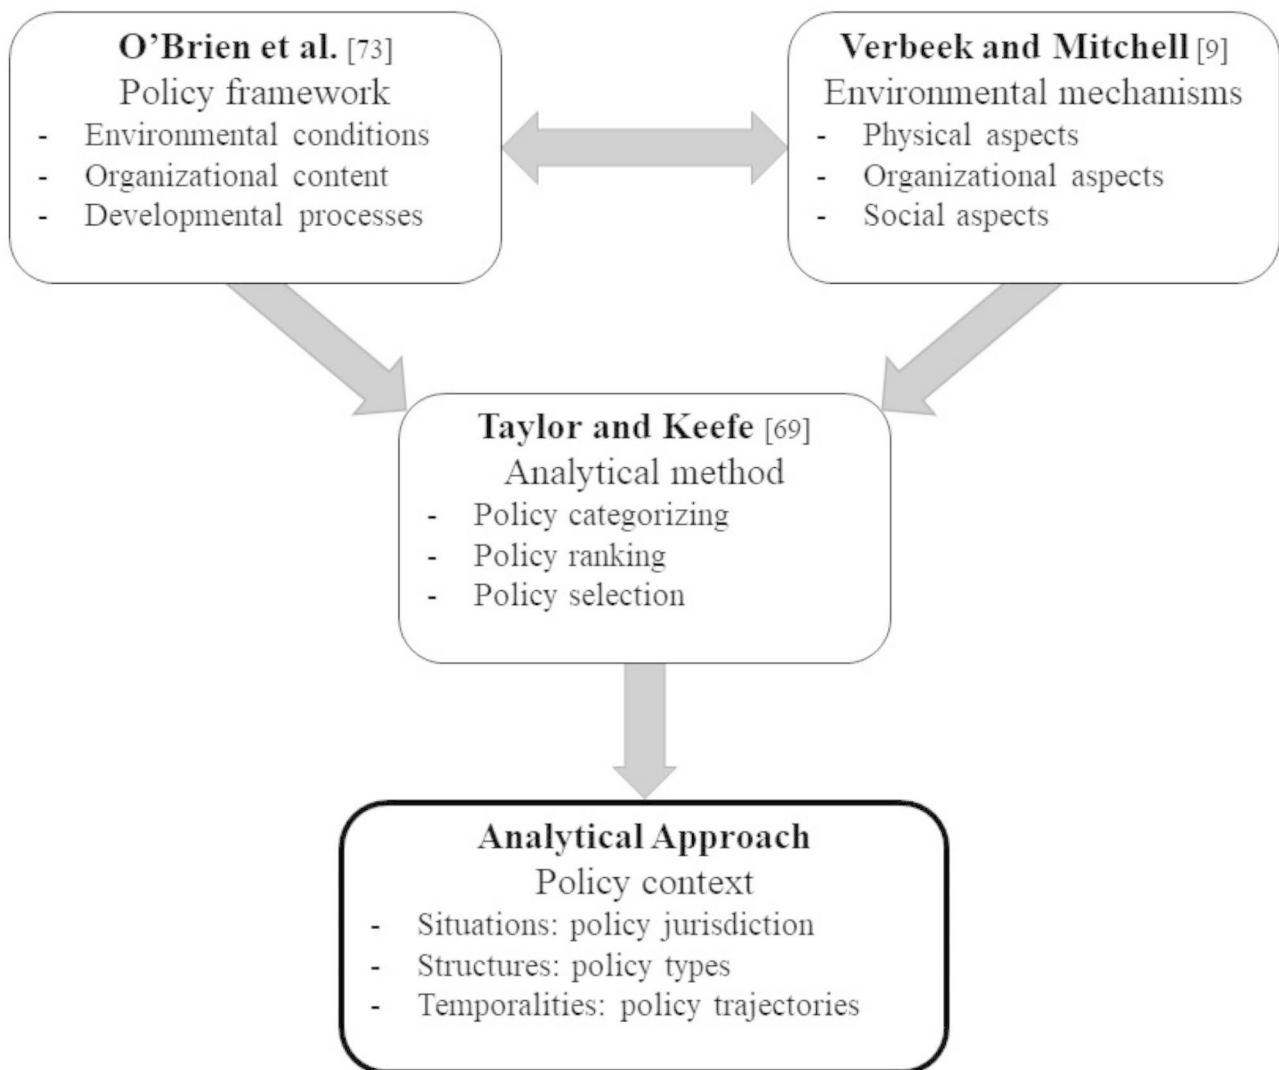 O’Brien et al. [73]
Policy framework
- Environmental conditions
- Organizational content
- Developmental processes
Verbeek and Mitchell [9]
Environmental mechanisms
- Physical aspects
- Organizational aspects
- Social aspects
Taylor and Keefe [69]
Analytical method
- Policy categorizing
- Policy ranking
- Policy selection
Analytical Approach
Policy context
- Situations: policy jurisdiction
- Structures: policy types
- Temporalities: policy trajectories